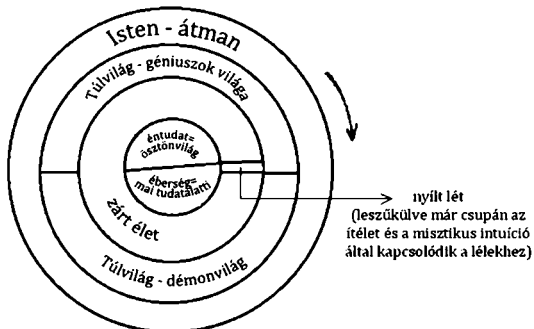 Isten - átman
Túlvilág - géniuszok világa
éntudat=
ösztönvilág
éberség=
mai tudatalatti
zárt élet
Túlvilág - démonvilág
nyílt lét
(leszűkülve már csupán az
ítélet és a misztikus intuíció
által kapcsolódik a lélekhez)